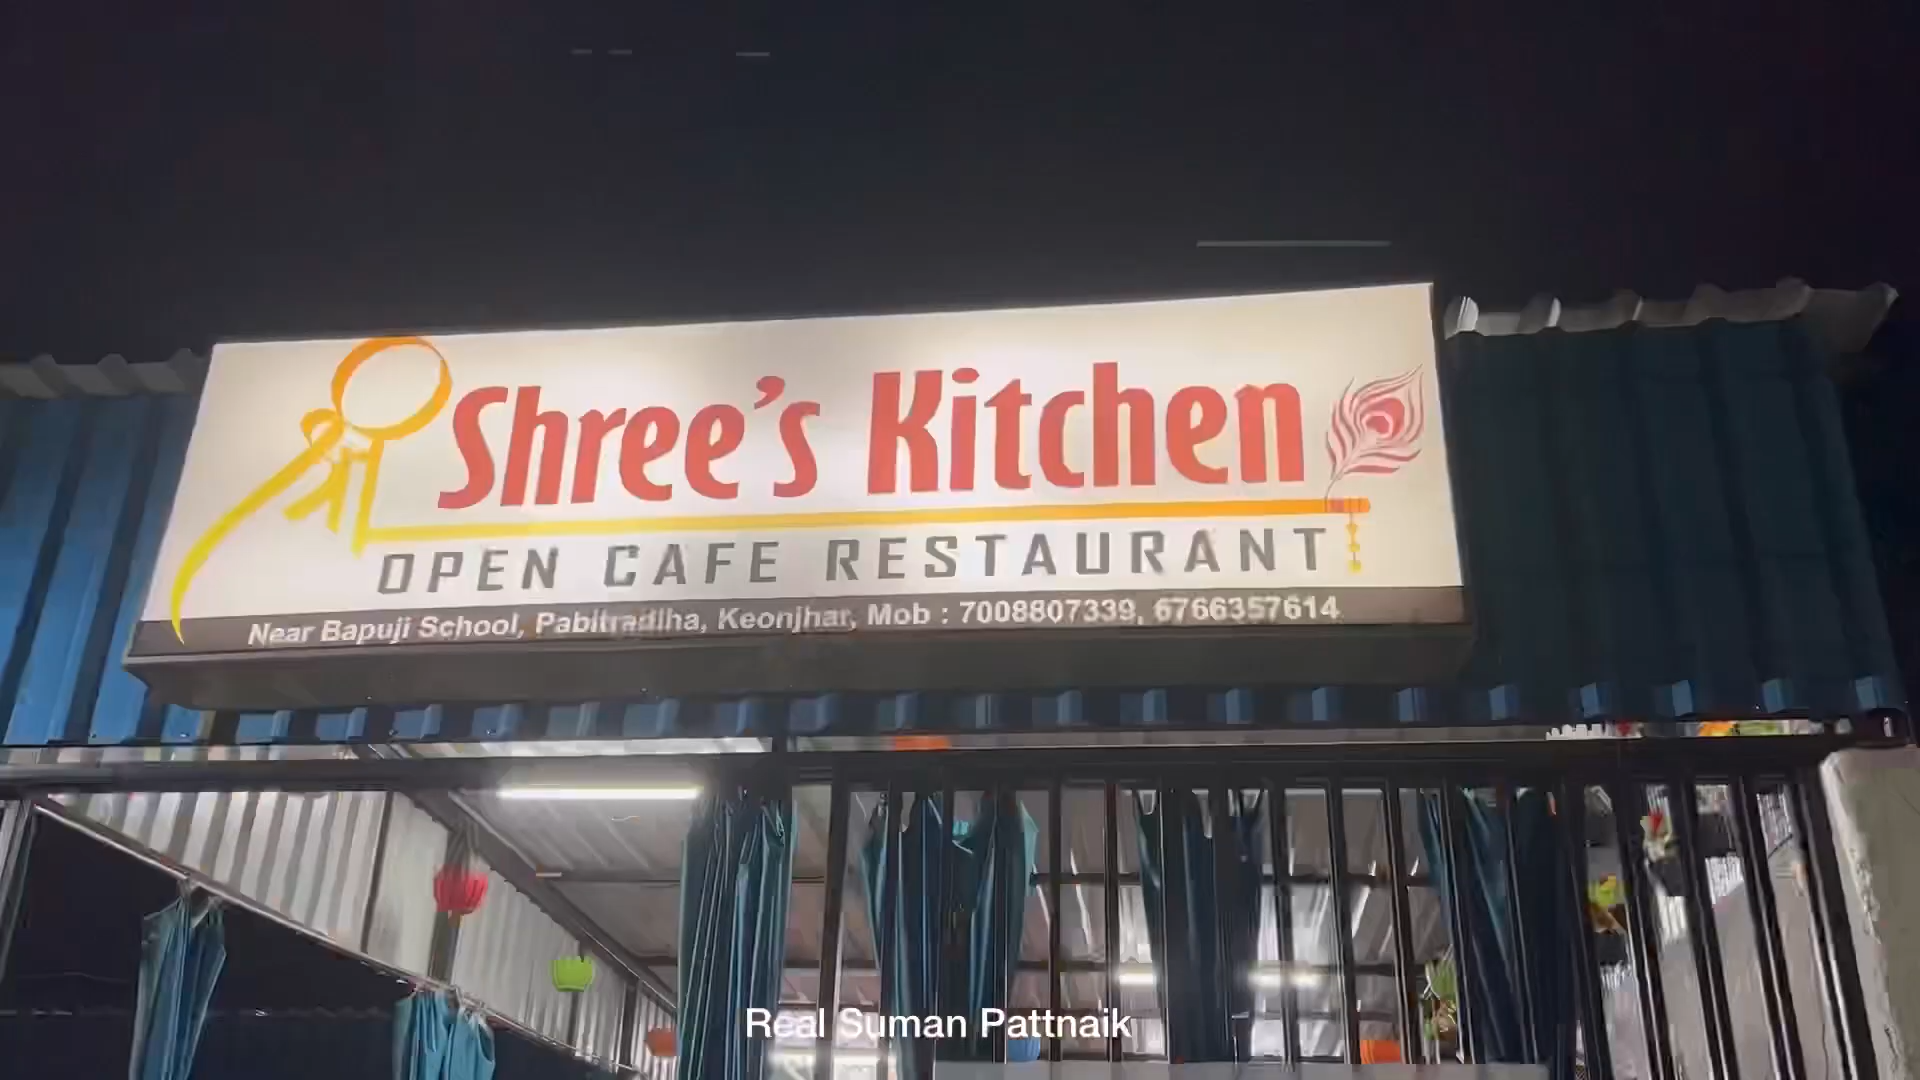 श्री
Shree's Kitchen
OPEN CAFE RESTAURANT
Near Bapuji School, Pabitradiha, Keonjhar, Mob : 7008807339, 6766357614
Real Suman Pattnaik